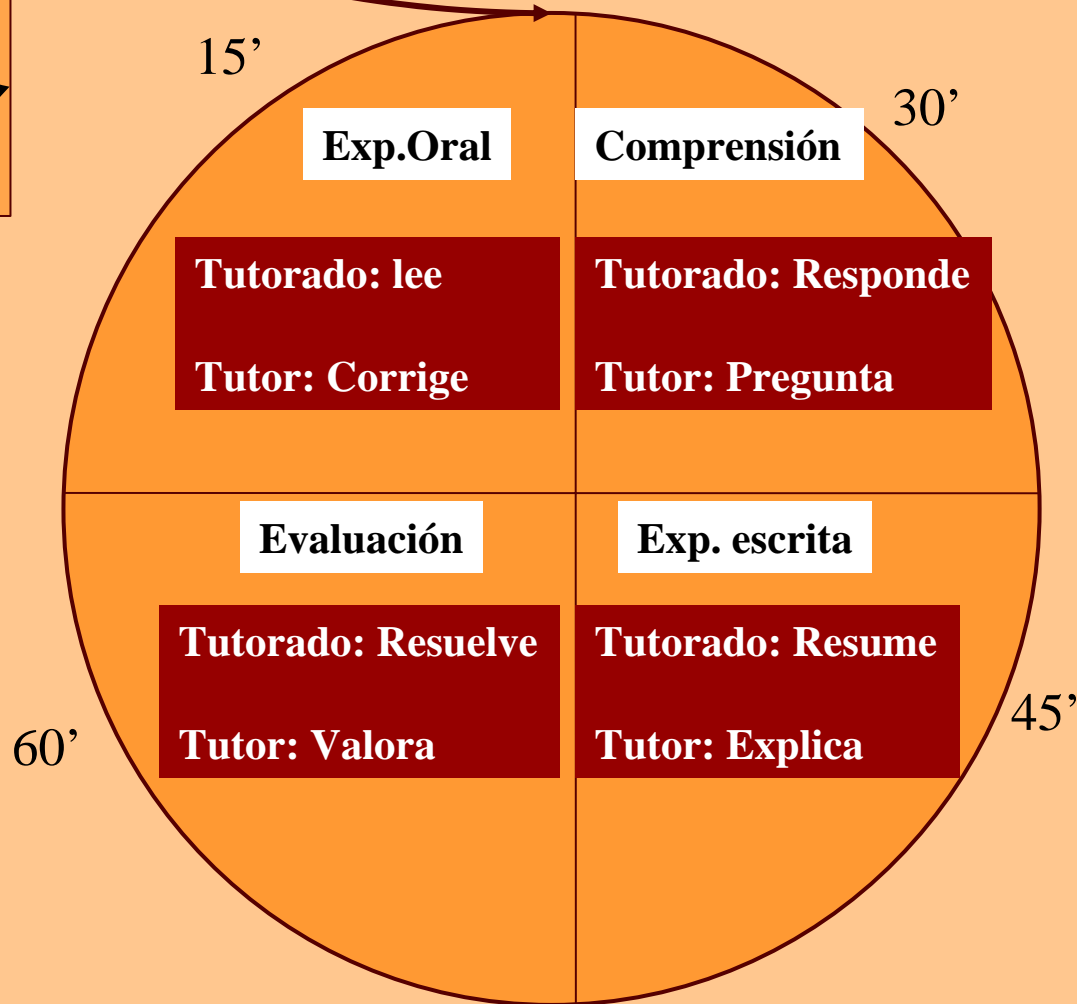 15’
30’
Exp.Oral
Comprensión
Tutorado: lee
Tutor: Corrige
Tutorado: Responde
Tutor: Pregunta
Evaluación
Exp. escrita
Tutorado: Resuelve
Tutor: Valora
Tutorado: Resume
Tutor: Explica
45’
60’